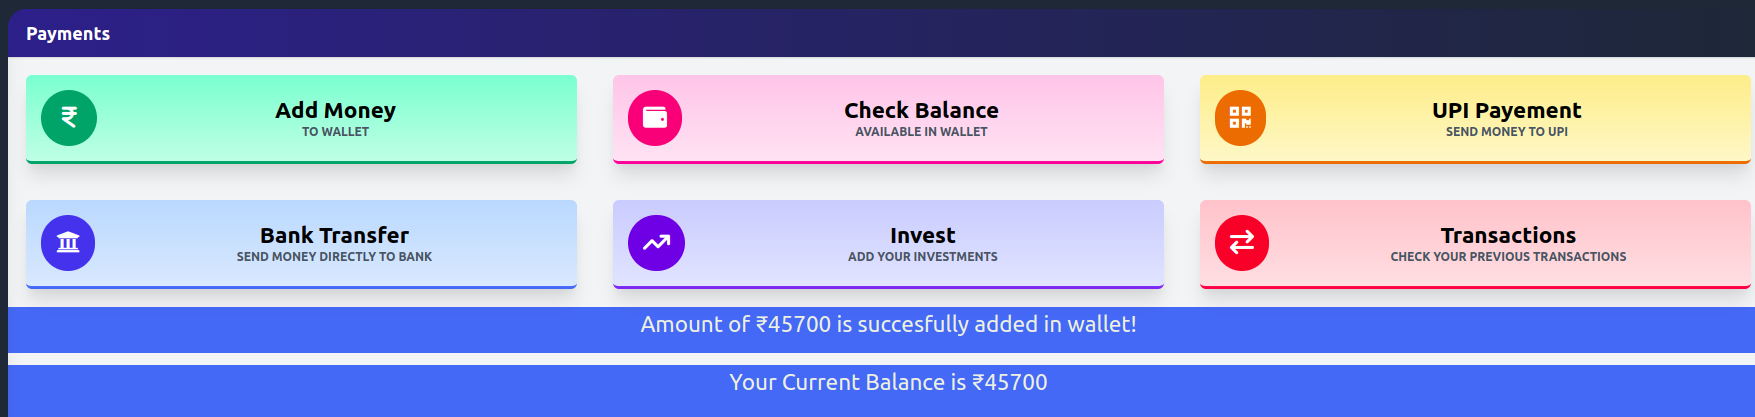 Payments
Add Money
TO WALLET
Check Balance
AVAILABLE IN WALLET
UPI Payment
SEND MONEY TO UPI
Bank Transfer
SEND MONEY DIRECTLY TO BANK
Invest
ADD YOUR INVESTMENTS
Transactions
CHECK YOUR PREVIOUS TRANSACTIONS
Amount of ₹45700 is succesfully added in wallet!
Your Current Balance is ₹45700